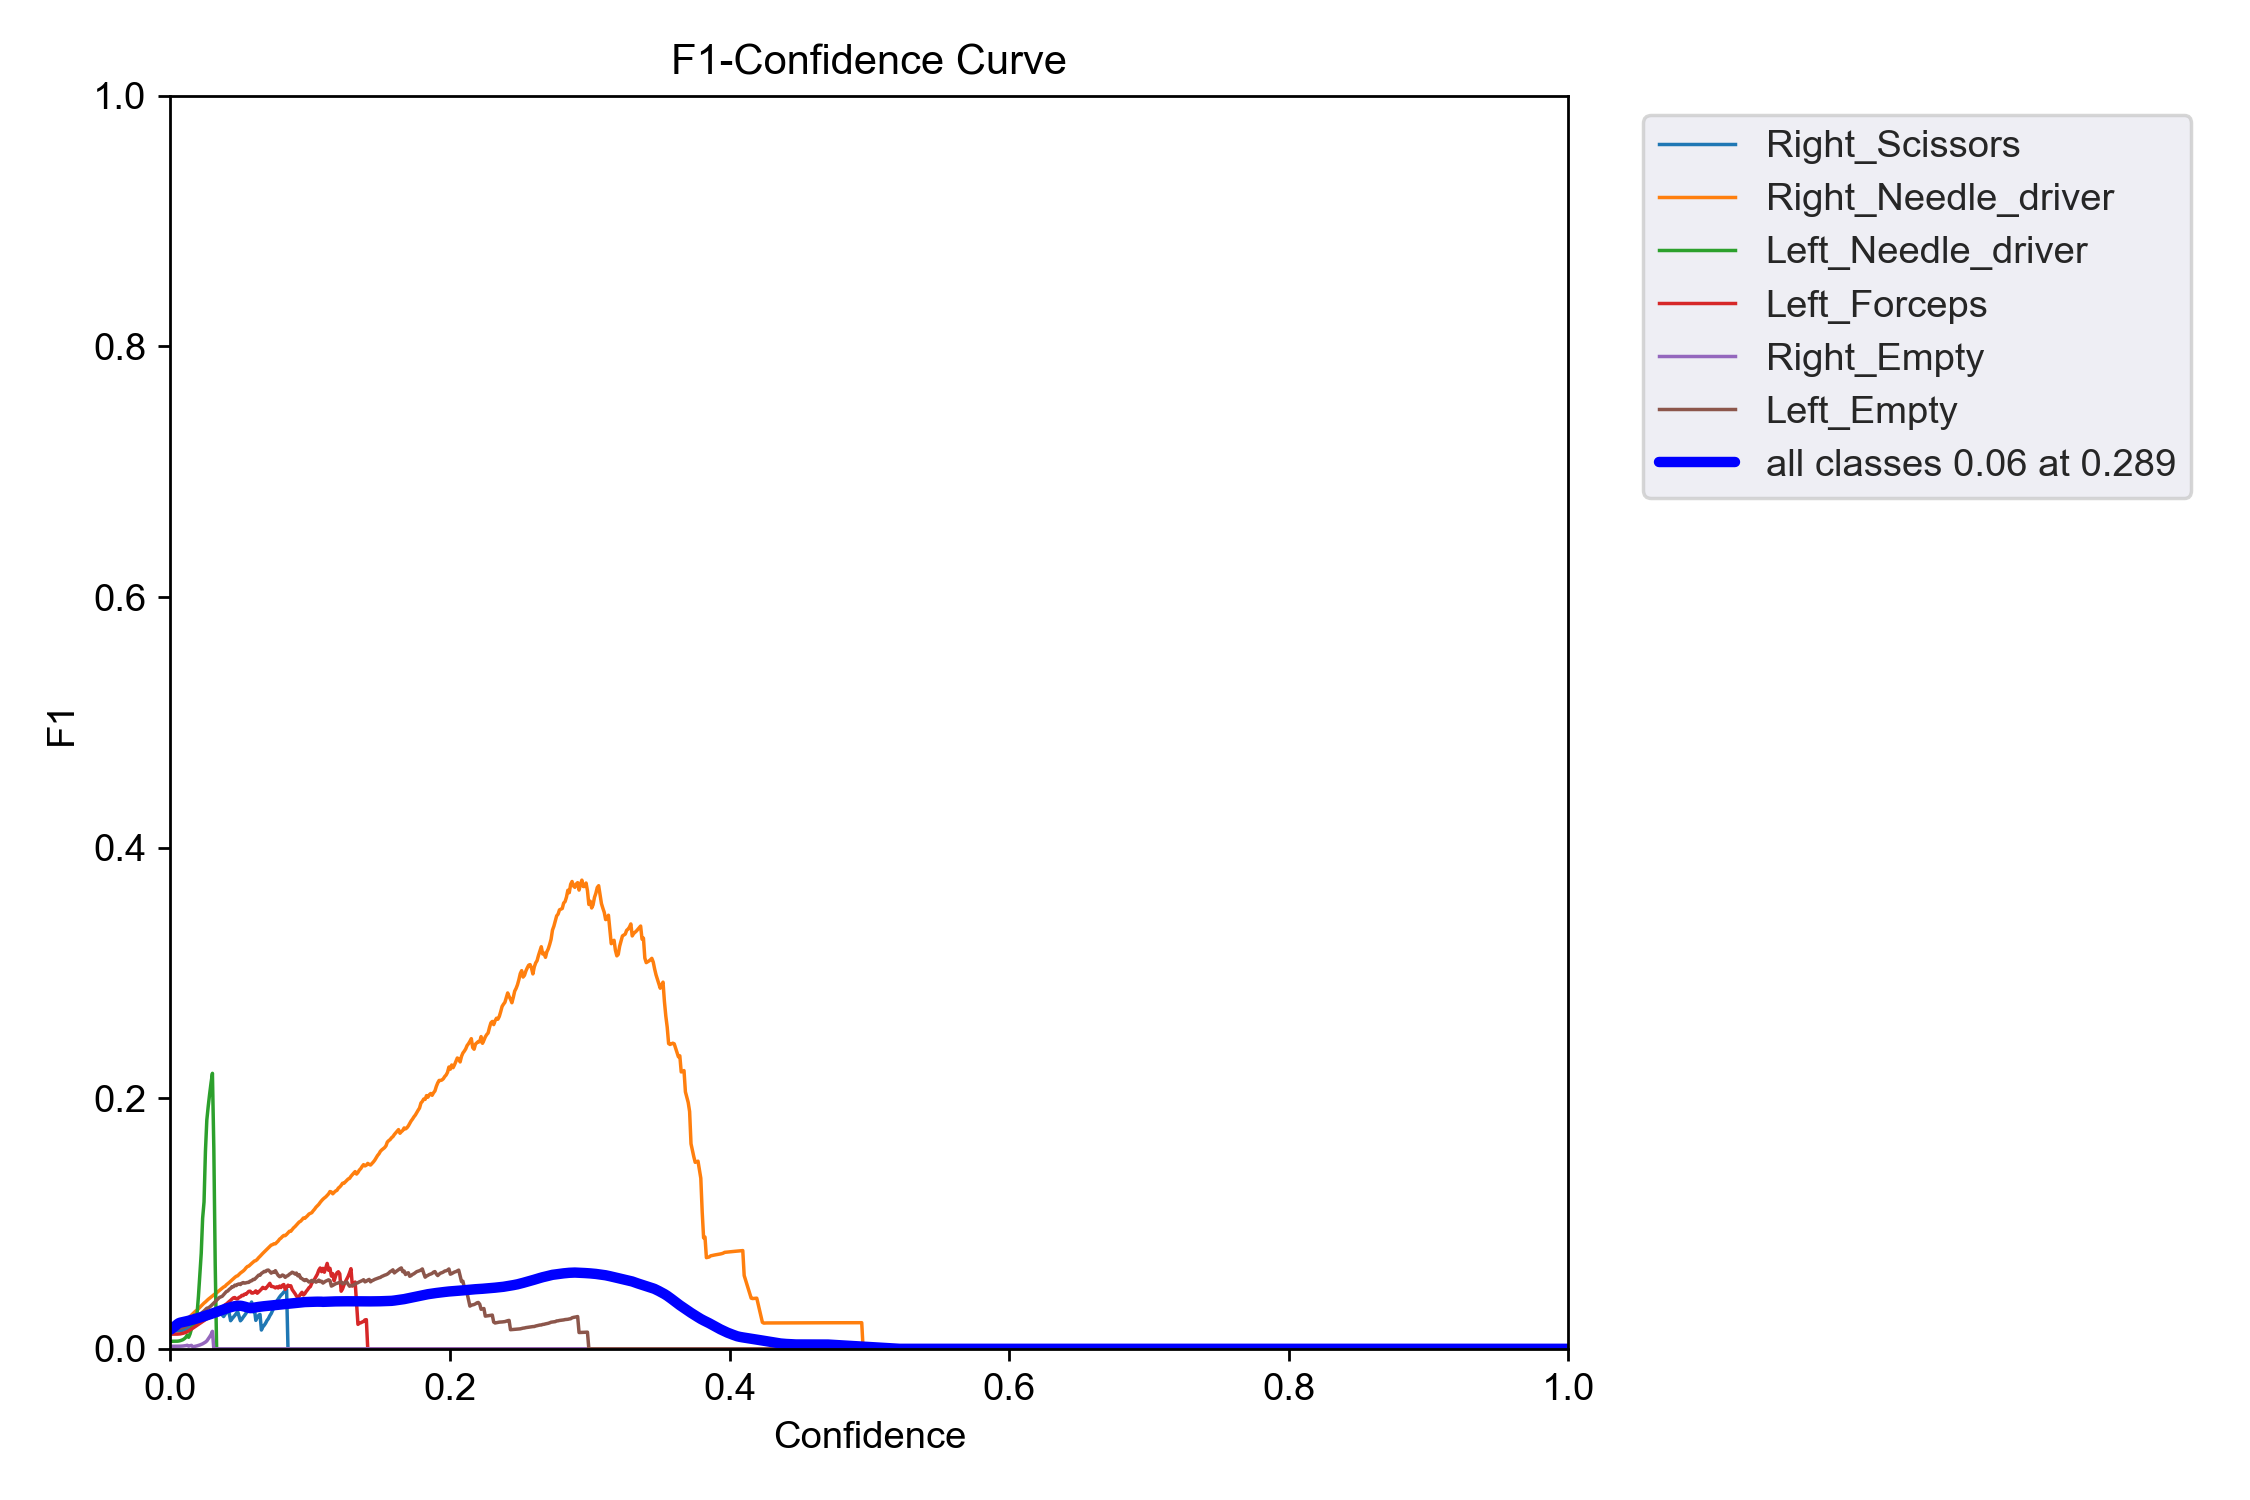 F1-Confidence Curve
1.0
0.8
0.6
0.4
0.2
0.0
F1
0.0 0.2 0.4 0.6 0.8 1.0
Confidence
Right_Scissors
Right_Needle_driver
Left_Needle_driver
Left_Forceps
Right_Empty
Left_Empty
all classes 0.06 at 0.289